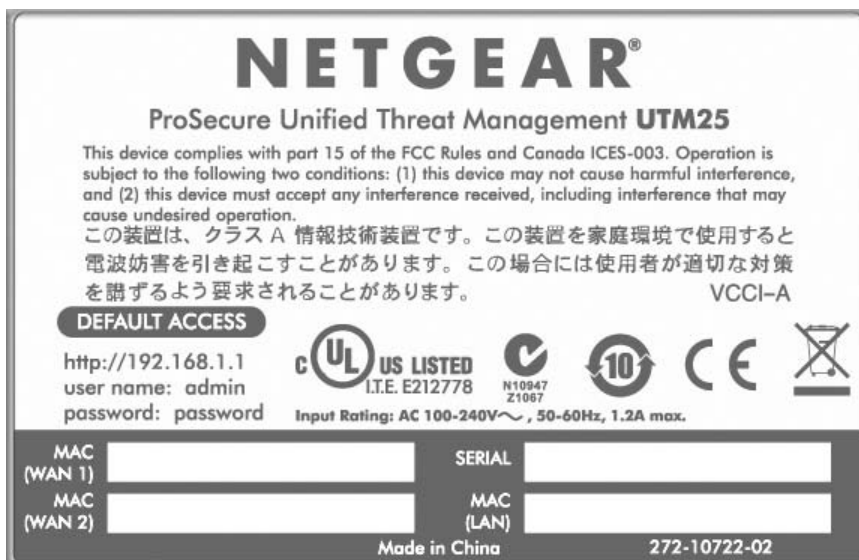 NETGEAR®
ProSecure Unified Threat Management UTM25
This device complies with part 15 of the FCC Rules and Canada ICES-003. Operation is
subject to the following two conditions: (1) this device may not cause harmful interference,
and (2) this device must accept any interference received, including interference that may
cause undesired operation.
この装置は、クラス A 情報技術装置です。この装置を家庭環境で使用すると
電波妨害を引き起こすことがあります。この場合には使用者が適切な対策
を講ずるよう要求されることがあります。 VCCI-A
DEFAULT ACCESS
http://192.168.1.1
user name: admin
password: password
C UL US LISTED
I.T.E. E212778
N10947
Z1067
10
CE
Input Rating: AC 100-240V～, 50-60Hz, 1.2A max.
MAC
(WAN 1)
SERIAL
MAC
(WAN 2)
MAC
(LAN)
Made in China 272-10722-02